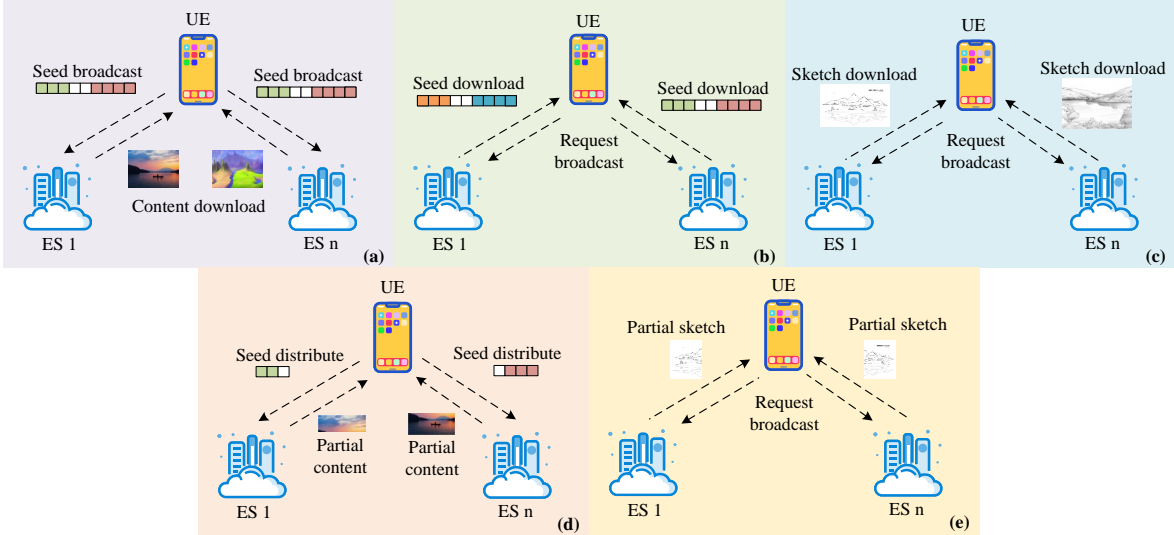 UE
Seed broadcast
Seed broadcast
Content download
ES 1
ES n
(a)
UE
Seed download
Seed download
Request
broadcast
ES 1
ES n
(b)
UE
Sketch download
Sketch download
Request
broadcast
ES 1
ES n
(c)
UE
Seed distribute
Seed distribute
Partial
content
Partial
content
ES 1
ES n
(d)
UE
Partial sketch
Partial sketch
Request
broadcast
ES 1
ES n
(e)